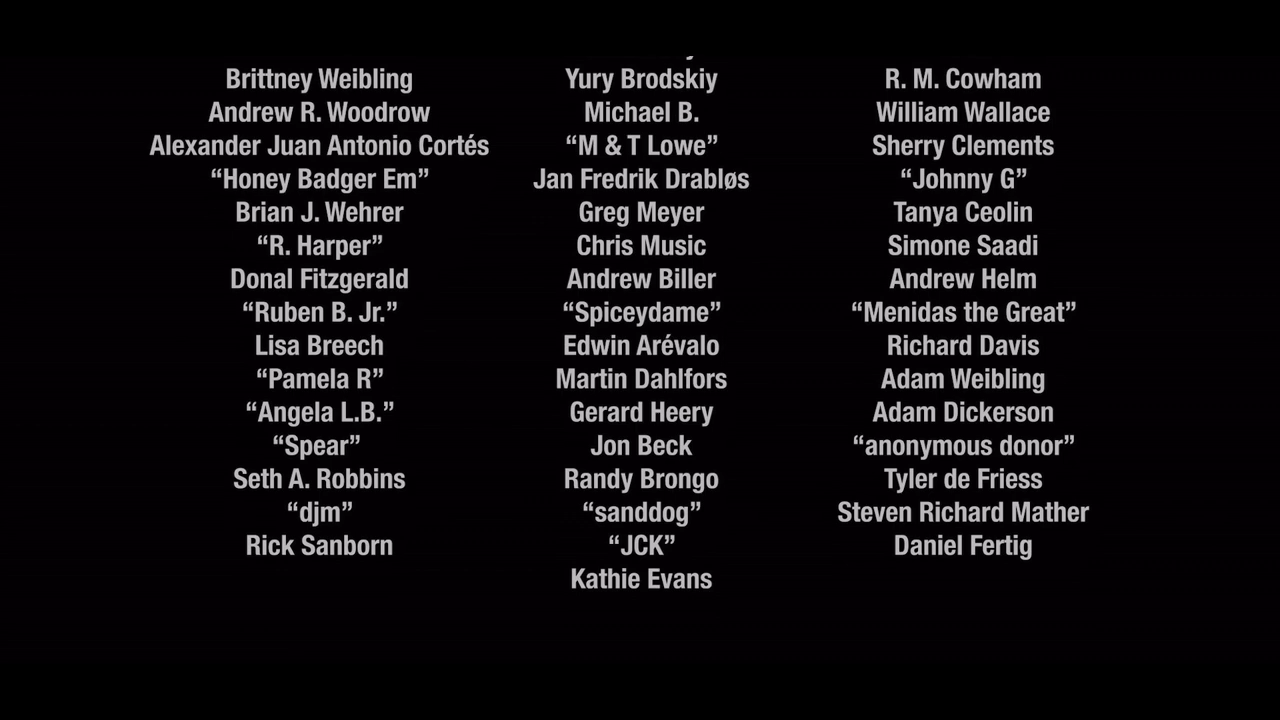 Brittney Weibling
Andrew R. Woodrow
Alexander Juan Antonio Cortés
“Honey Badger Em”
Brian J. Wehrer
“R. Harper”
Donal Fitzgerald
“Ruben B. Jr.”
Lisa Breech
“Pamela R”
“Angela L.B.”
“Spear”
Seth A. Robbins
“djm”
Rick Sanborn
Yury Brodskiy
Michael B.
“M & T Lowe”
Jan Fredrik Drabløs
Greg Meyer
Chris Music
Andrew Biller
“Spiceydame”
Edwin Arévalo
Martin Dahlfors
Gerard Heery
Jon Beck
Randy Brongo
“sanddog”
“JCK”
Kathie Evans
R. M. Cowham
William Wallace
Sherry Clements
“Johnny G”
Tanya Ceolin
Simone Saadi
Andrew Helm
“Menidas the Great”
Richard Davis
Adam Weibling
Adam Dickerson
“anonymous donor”
Tyler de Friess
Steven Richard Mather
Daniel Fertig